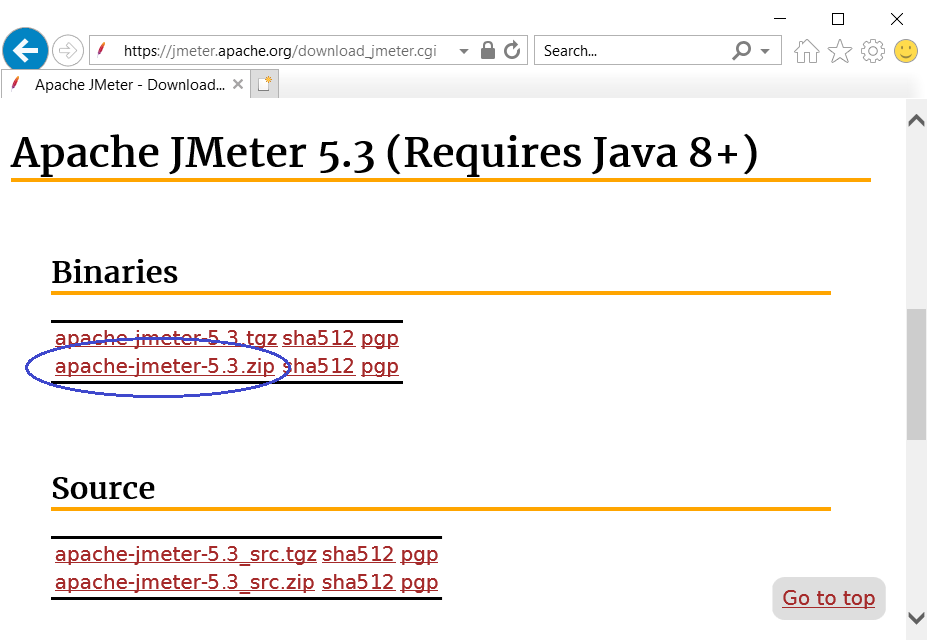 https://jmeter.apache.org/download_jmeter.cgi
Search...
Apache JMeter - Download...
Apache JMeter 5.3 (Requires Java 8+)
Binaries
apache-jmeter-5.3.tgz sha512 pgp
apache-jmeter-5.3.zip sha512 pgp
Source
apache-jmeter-5.3_src.tgz sha512 pgp
apache-jmeter-5.3_src.zip sha512 pgp
Go to top